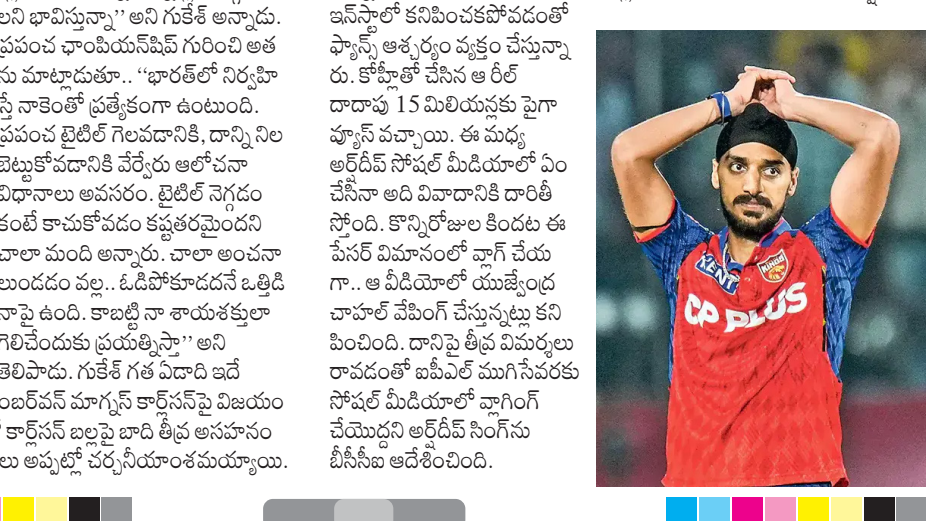 లని భావిస్తున్నా’’ అని గుకేశ్ అన్నాడు.
ప్రపంచ ఛాంపియన్‌షిప్ గురించి అత
ను మాట్లాడుతూ.. ‘‘భారత్‌లో నిర్వహి
స్తే నాకెంతో ప్రత్యేకంగా ఉంటుంది.
ప్రపంచ టైటిల్ గెలవడానికి, దాన్ని నిల
బెట్టుకోవడానికి వేర్వేరు ఆలోచనా
విధానాలు అవసరం. టైటిల్ నెగ్గడం
కంటే కాచుకోవడం కష్టతరమైందని
చాలా మంది అన్నారు. చాలా అంచనా
లుండడం వల్ల.. ఓడిపోకూడదనే ఒత్తిడి
నాపై ఉంది. కాబట్టి నా శాయశక్తులా
గెలిచేందుకు ప్రయత్నిస్తా’’ అని
తెలిపాడు. గుకేశ్ గత ఏడాది ఇదే
ంబర్‌వన్ మాగ్నస్ కార్ల్‌సన్‌పై విజయం
కార్ల్‌సన్ బల్లపై బాది తీవ్ర అసహనం
లు అప్పట్లో చర్చనీయాంశమయ్యాయి.
ఇన్‌స్టాలో కనిపించకపోవడంతో
ఫ్యాన్స్ ఆశ్చర్యం వ్యక్తం చేస్తున్నా
రు. కోహ్లీతో చేసిన ఆ రీల్
దాదాపు 15 మిలియన్లకు పైగా
వ్యూస్ వచ్చాయి. ఈ మధ్య
అర్ష్‌దీప్ సోషల్ మీడియాలో ఏం
చేసినా అది వివాదానికి దారితీ
స్తోంది. కొన్నిరోజుల కిందట ఈ
పేసర్ విమానంలో వ్లాగ్ చేయ
గా.. ఆ వీడియోలో యుజ్వేంద్ర
చాహల్ వేపింగ్ చేస్తున్నట్లు కని
పించింది. దానిపై తీవ్ర విమర్శలు
రావడంతో ఐపీఎల్ ముగిసేవరకు
సోషల్ మీడియాలో వ్లాగింగ్
చేయొద్దని అర్ష్‌దీప్ సింగ్‌ను
బీసీసీఐ ఆదేశించింది.
KENT
KINGS
CP PLUS